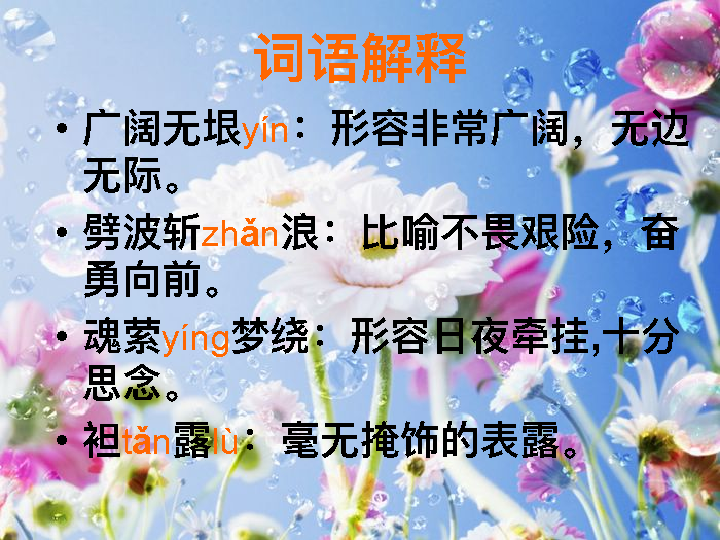 词语解释
• 广阔无垠yín：形容非常广阔，无边
无际。
• 劈波斩zhǎn浪：比喻不畏艰险，奋
勇向前。
• 魂萦yíng梦绕：形容日夜牵挂,十分
思念。
• 袒tǎn露lù：毫无掩饰的表露。